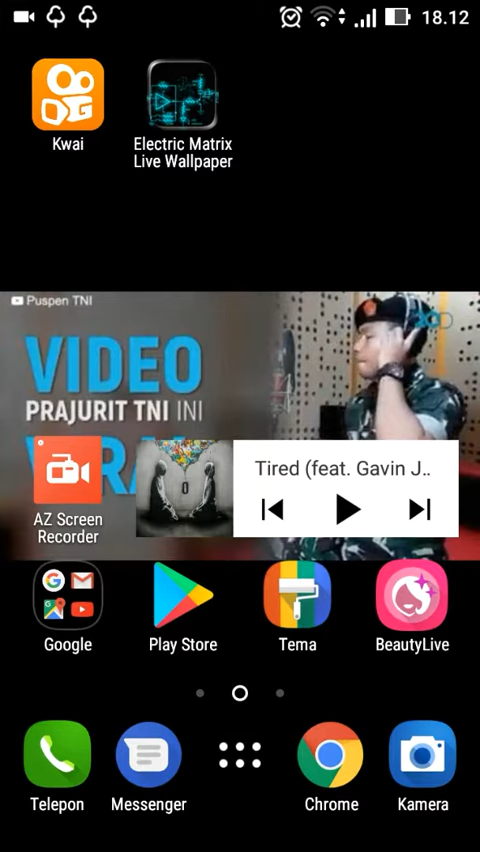 18.12
Kwai
Electric Matrix
Live Wallpaper
Puspen TNI
VIDEO
PRAJURIT TNI INI
Tired (feat. Gavin J..
AZ Screen
Recorder
Google
Play Store
Tema
BeautyLive
Telepon
Messenger
Chrome
Kamera